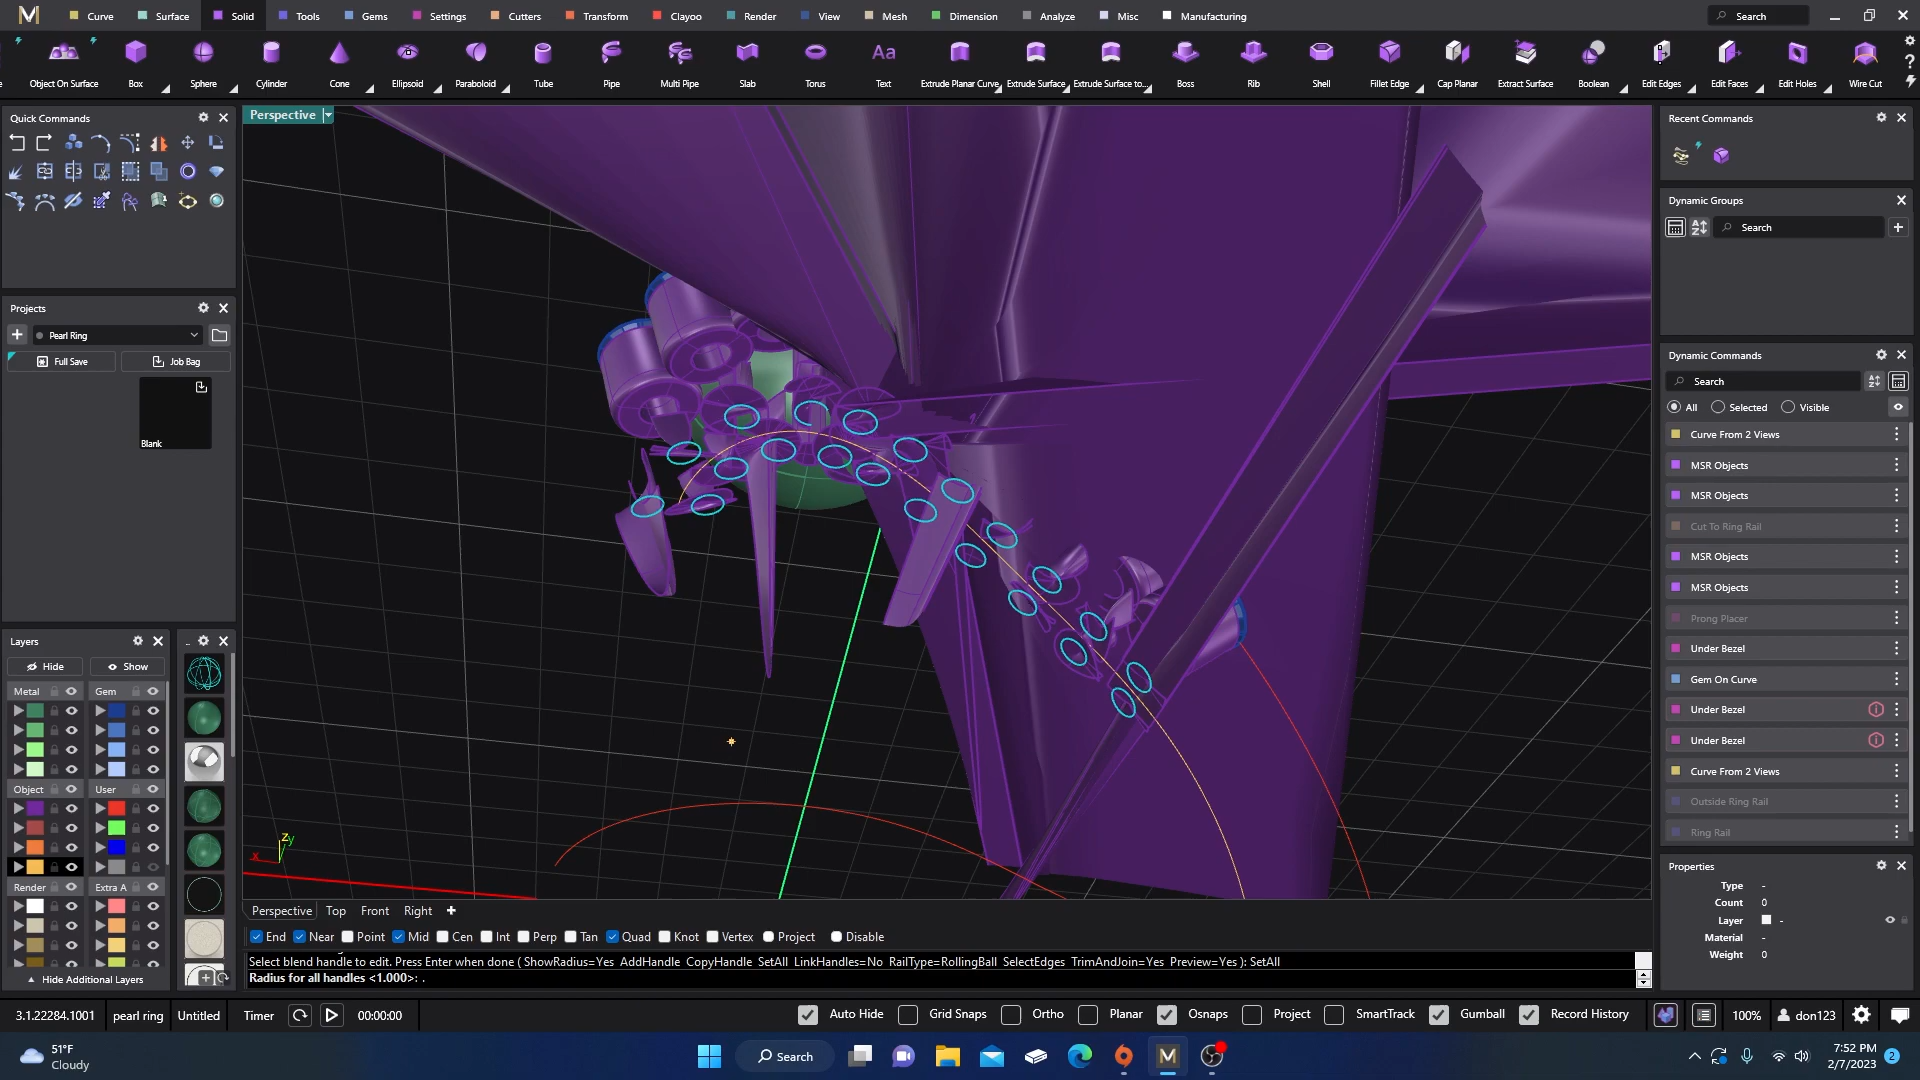 Curve Surface Solid Tools Gems Settings Cutters Transform Clayoo Render View Mesh Dimension Analyze Misc Manufacturing Search
Object On Surface Box Sphere Cylinder Cone Ellipsoid Paraboloid Tube Pipe Multi Pipe Slab Torus Text Extrude Planar Curve Extrude Surface Extrude Surface to... Boss Rib Shell Fillet Edge Cap Planar Extract Surface Boolean Edit Edges Edit Faces Edit Holes Wire Cut
Quick Commands
Projects
Pearl Ring
Full Save Job Bag
Blank
Layers
Hide Show
Metal Gem
Object User
Render Extra A
Hide Additional Layers
Perspective
x
z y
Perspective Top Front Right
End Near Point Mid Cen Int Perp Tan Quad Knot Vertex Project Disable
Select blend handle to edit. Press Enter when done ( ShowRadius=Yes AddHandle CopyHandle SetAll LinkHandles=No RailType=RollingBall SelectEdges TrimAndJoin=Yes Preview=Yes ): SetAll
Radius for all handles <1.000>: .
Recent Commands
Dynamic Groups
Search
Dynamic Commands
Search
All Selected Visible
Curve From 2 Views
MSR Objects
MSR Objects
Cut To Ring Rail
MSR Objects
MSR Objects
Prong Placer
Under Bezel
Gem On Curve
Under Bezel
Under Bezel
Curve From 2 Views
Outside Ring Rail
Ring Rail
Properties
Type -
Count 0
Layer -
Material -
Weight 0
3.1.22284.1001 pearl ring Untitled Timer 00:00:00 Auto Hide Grid Snaps Ortho Planar Osnaps Project SmartTrack Gumball Record History 100% don123
51°F
Cloudy
Search
7:52 PM
2/7/2023
2